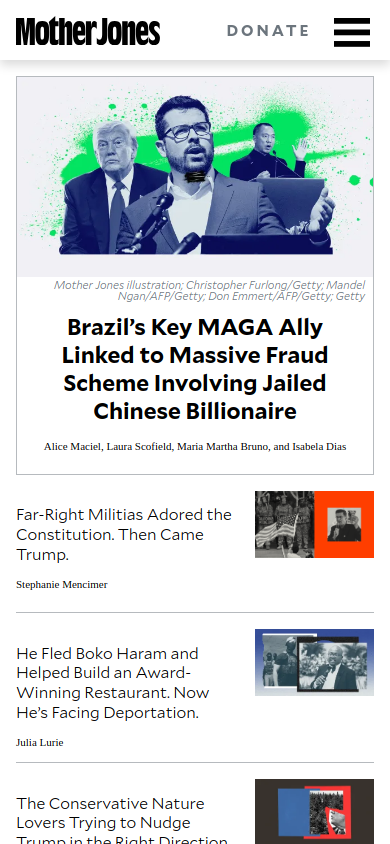 Mother Jones
DONATE
Mother Jones illustration; Christopher Furlong/Getty; Mandel
Ngan/AFP/Getty; Don Emmert/AFP/Getty; Getty
Brazil’s Key MAGA Ally
Linked to Massive Fraud
Scheme Involving Jailed
Chinese Billionaire
Alice Maciel, Laura Scofield, Maria Martha Bruno, and Isabela Dias
Far-Right Militias Adored the
Constitution. Then Came
Trump.
Stephanie Mencimer
He Fled Boko Haram and
Helped Build an Award-
Winning Restaurant. Now
He’s Facing Deportation.
Julia Lurie
The Conservative Nature
Lovers Trying to Nudge
Trump in the Right Direction